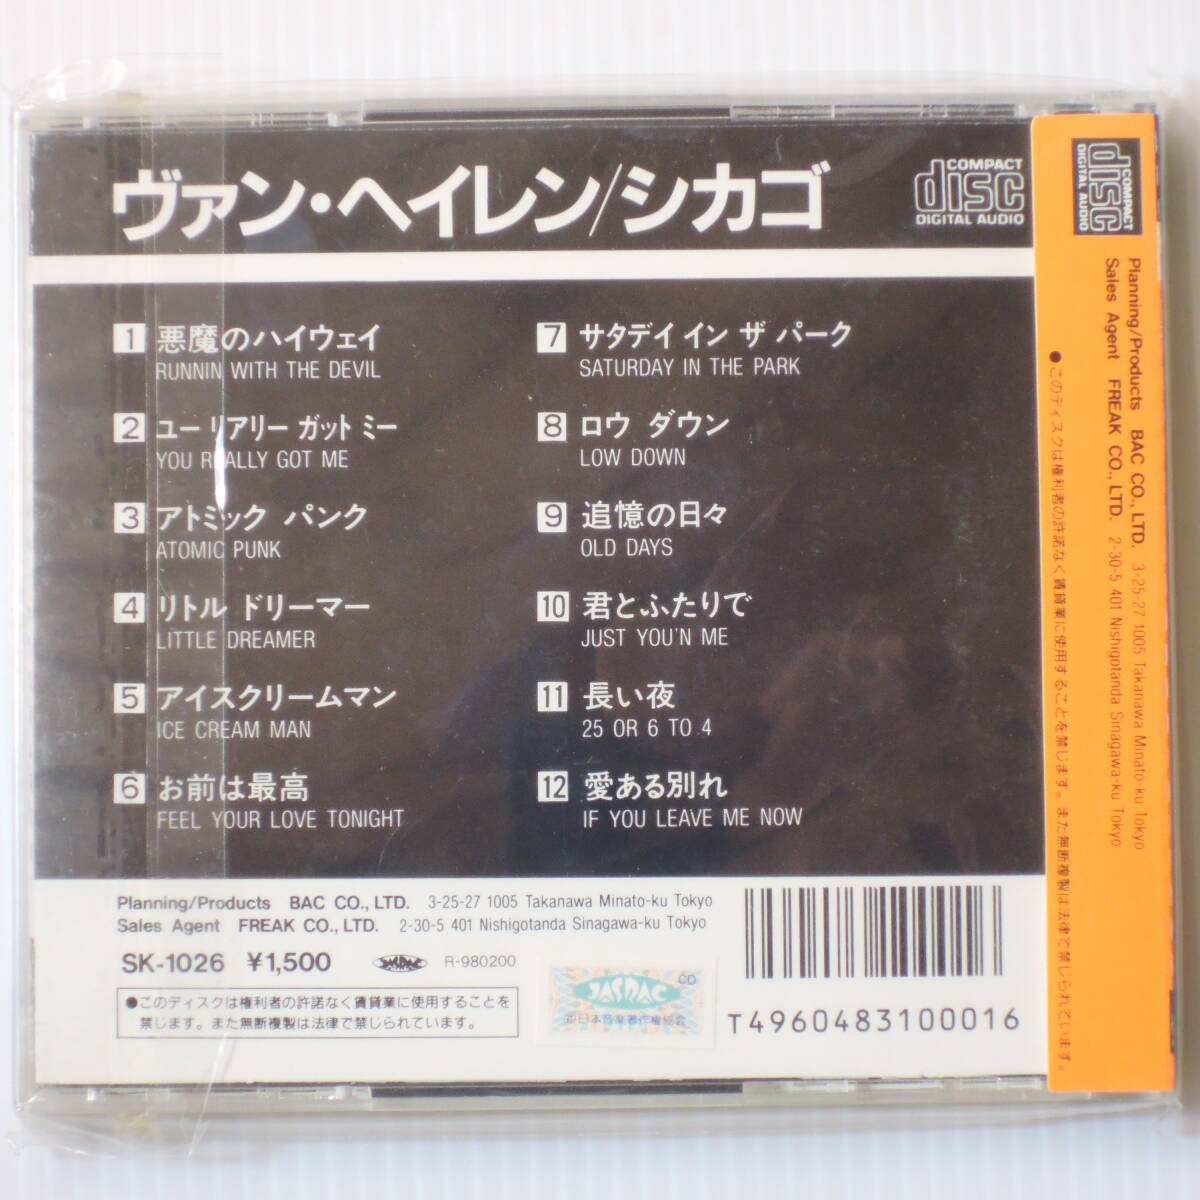 ヴァン・ヘイレン/シカゴ
COMPACT
disc
DIGITAL AUDIO
1 悪魔のハイウェイ
RUNNIN WITH THE DEVIL
2 ユー リアリー ガット ミー
YOU REALLY GOT ME
3 アトミック パンク
ATOMIC PUNK
4 リトル ドリーマー
LITTLE DREAMER
5 アイスクリームマン
ICE CREAM MAN
6 お前は最高
FEEL YOUR LOVE TONIGHT
7 サタデイ イン ザ パーク
SATURDAY IN THE PARK
8 ロウ ダウン
LOW DOWN
9 追憶の日々
OLD DAYS
10 君とふたりで
JUST YOU'N ME
11 長い夜
25 OR 6 TO 4
12 愛ある別れ
IF YOU LEAVE ME NOW
Planning/Products BAC CO., LTD. 3-25-27 1005 Takanawa Minato-ku Tokyo
Sales Agent FREAK CO., LTD. 2-30-5 401 Nishigotanda Sinagawa-ku Tokyo
SK-1026 ¥1,500 R-980200
●このディスクは権利者の許諾なく賃貸業に使用することを
禁じます。また無断複製は法律で禁じられています。
CD
JASRAC
T4960483100016
COMPACT
disc
DIGITAL AUDIO
Planning/Products BAC CO., LTD. 3-25-27 1005 Takanawa Minato-ku Tokyo
Sales Agent FREAK CO., LTD. 2-30-5 401 Nishigotanda Sinagawa-ku Tokyo
●このディスクは権利者の許諾なく賃貸業に使用することを禁じます。また無断複製は法律で禁じられています。